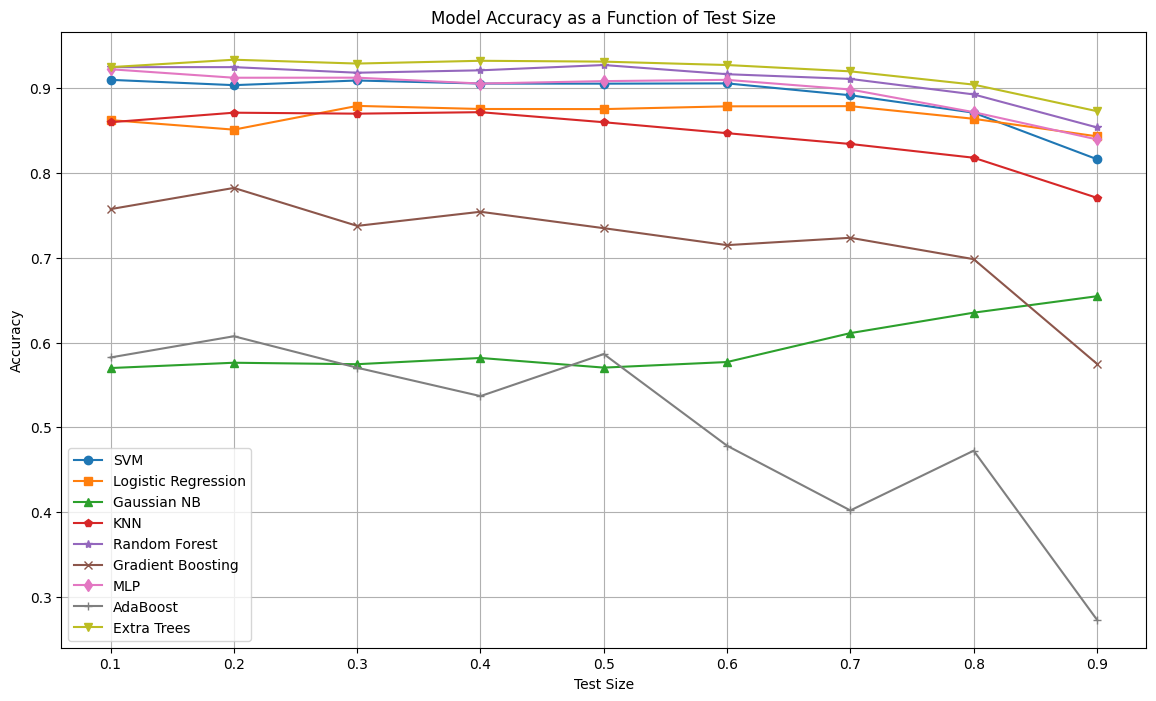 Model Accuracy as a Function of Test Size
Accuracy
0.9
0.8
0.7
0.6
0.5
0.4
0.3
SVM
Logistic Regression
Gaussian NB
KNN
Random Forest
Gradient Boosting
MLP
AdaBoost
Extra Trees
0.1 0.2 0.3 0.4 0.5 0.6 0.7 0.8 0.9
Test Size